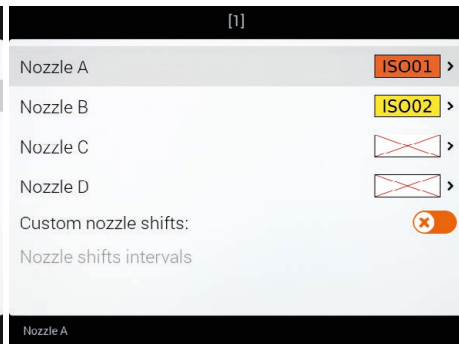 [1]
Nozzle A ISO01
Nozzle B ISO02
Nozzle C
Nozzle D
Custom nozzle shifts:
Nozzle shifts intervals
Nozzle A